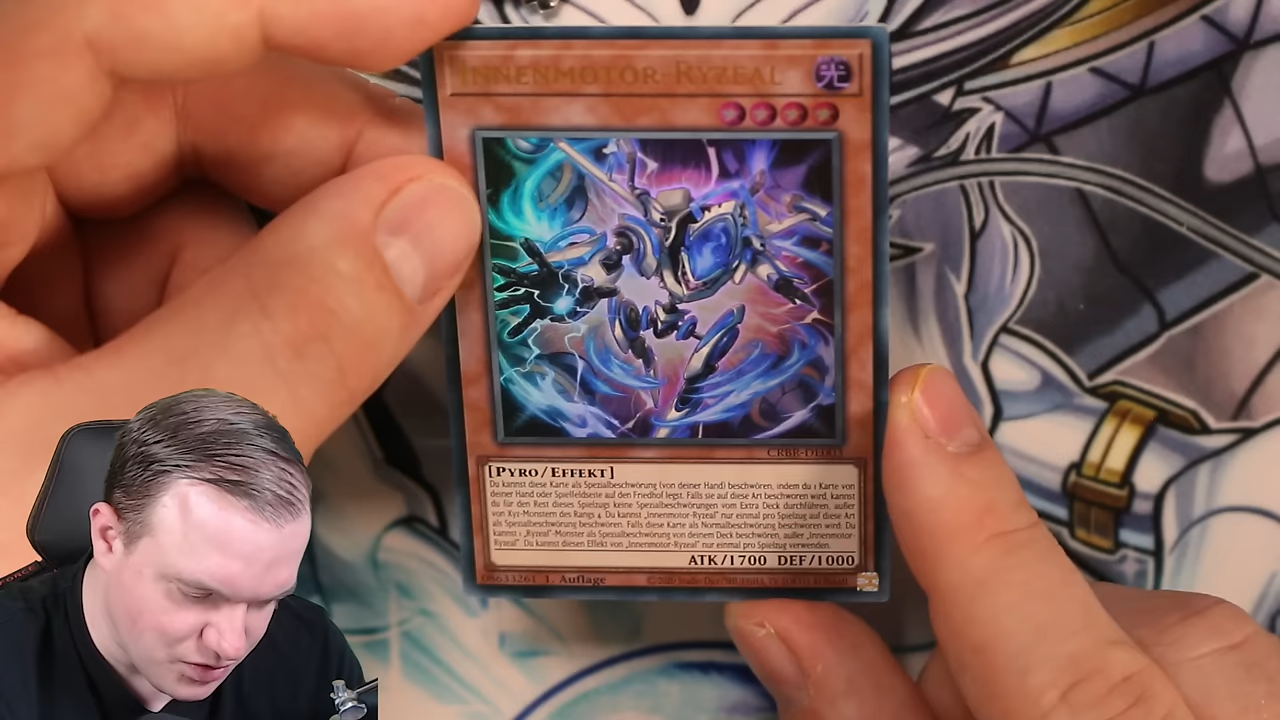 INNENMOTOR-RYZEAL
光
CRBR-DE003
[PYRO/EFFEKT]
Du kannst diese Karte als Spezialbeschwörung (von deiner Hand) beschwören, indem du 1 Karte von
deiner Hand oder Spielfeldseite auf den Friedhof legst. Falls sie auf diese Art beschworen wird, kannst
du für den Rest dieses Spielzugs keine Spezialbeschwörungen vom Extra Deck durchführen, außer
von Xyz-Monstern des Rangs 4. Du kannst „Innenmotor-Ryzeal" nur einmal pro Spielzug auf diese Art
als Spezialbeschwörung beschwören. Falls diese Karte als Normalbeschwörung beschworen wird: Du
kannst 1 „Ryzeal"-Monster als Spezialbeschwörung von deinem Deck beschwören, außer „Innenmotor-
Ryzeal". Du kannst diesen Effekt von „Innenmotor-Ryzeal" nur einmal pro Spielzug verwenden.
ATK/1700 DEF/1000
08633261 1. Auflage